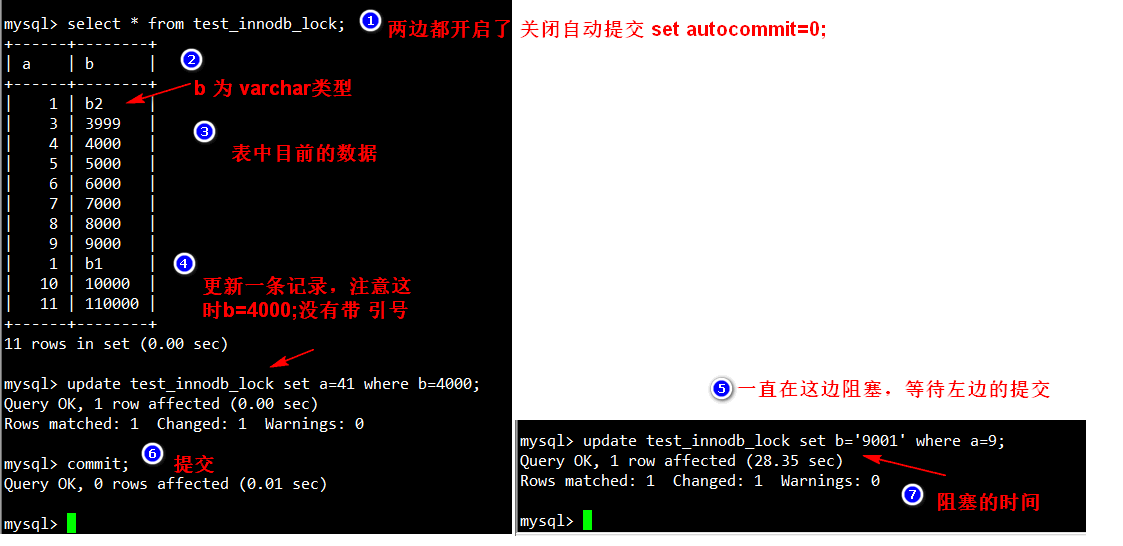 mysql> select * from test_innodb_lock;
1 两边都开启了 关闭自动提交 set autocommit=0;
+------+--------+
| a    | b      |
+------+--------+
2 b 为 varchar类型
|    1 | b2     |
|    3 | 3999   |
|    4 | 4000   |
|    5 | 5000   |
|    6 | 6000   |
|    7 | 7000   |
|    8 | 8000   |
|    9 | 9000   |
|    1 | b1     |
|   10 | 10000  |
|   11 | 110000 |
+------+--------+
3 表中目前的数据
11 rows in set (0.00 sec)
4 更新一条记录，注意这
时b=4000;没有带 引号
mysql> update test_innodb_lock set a=41 where b=4000;
Query OK, 1 row affected (0.00 sec)
Rows matched: 1  Changed: 1  Warnings: 0
5 一直在这边阻塞，等待左边的提交
mysql> commit;
6 提交
Query OK, 0 rows affected (0.01 sec)
mysql>
mysql> update test_innodb_lock set b='9001' where a=9;
Query OK, 1 row affected (28.35 sec)
Rows matched: 1  Changed: 1  Warnings: 0
7 阻塞的时间
mysql>